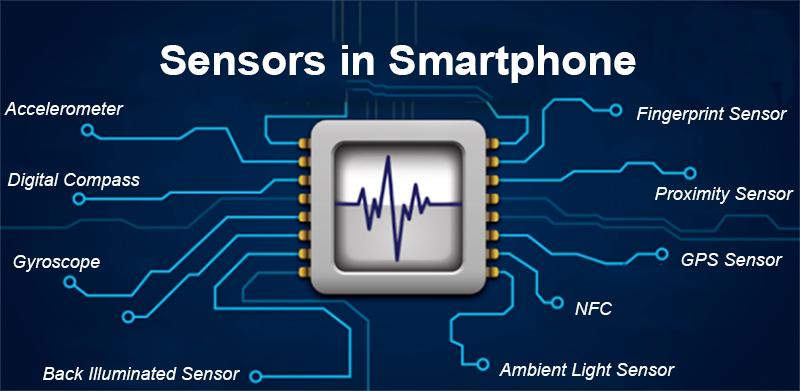 Sensors in Smartphone
Accelerometer
Fingerprint Sensor
Digital Compass
Proximity Sensor
Gyroscope
GPS Sensor
NFC
Back Illuminated Sensor
Ambient Light Sensor